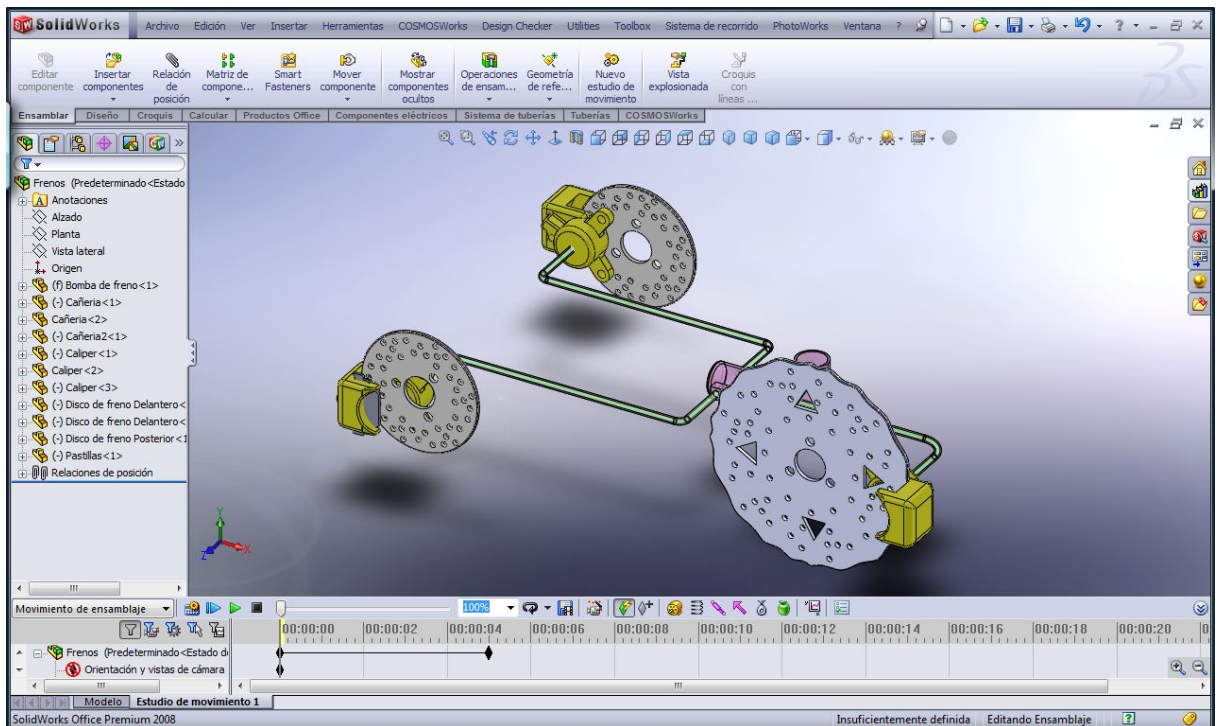 SolidWorks Archivo Edición Ver Insertar Herramientas COSMOSWorks Design Checker Utilities Toolbox Sistema de recorrido PhotoWorks Ventana ?
Editar componente
Insertar componentes
Relación de posición
Matriz de compone...
Smart Fasteners
Mover componente
Mostrar componentes ocultos
Operaciones de ensam...
Geometría de refe...
Nuevo estudio de movimiento
Vista explosionada
Croquis con líneas ...
Ensamblar Diseño Croquis Calcular Productos Office Componentes eléctricos Sistema de tuberías Tuberías COSMOSWorks
Frenos (Predeterminado<Estado
Anotaciones
Alzado
Planta
Vista lateral
Origen
(f) Bomba de freno<1>
(-) Cañeria<1>
Cañeria<2>
(-) Cañeria2<1>
(-) Caliper<1>
Caliper<2>
(-) Caliper<3>
(-) Disco de freno Delantero<
(-) Disco de freno Delantero<
(-) Disco de freno Posterior<1
(-) Pastillas<1>
Relaciones de posición
Y
Z X
Movimiento de ensamblaje 100%
00:00:00 00:00:02 00:00:04 00:00:06 00:00:08 00:00:10 00:00:12 00:00:14 00:00:16 00:00:18 00:00:20
Frenos (Predeterminado<Estado d
Orientación y vistas de cámara
Modelo Estudio de movimiento 1
SolidWorks Office Premium 2008 Insuficientemente definida Editando Ensamblaje